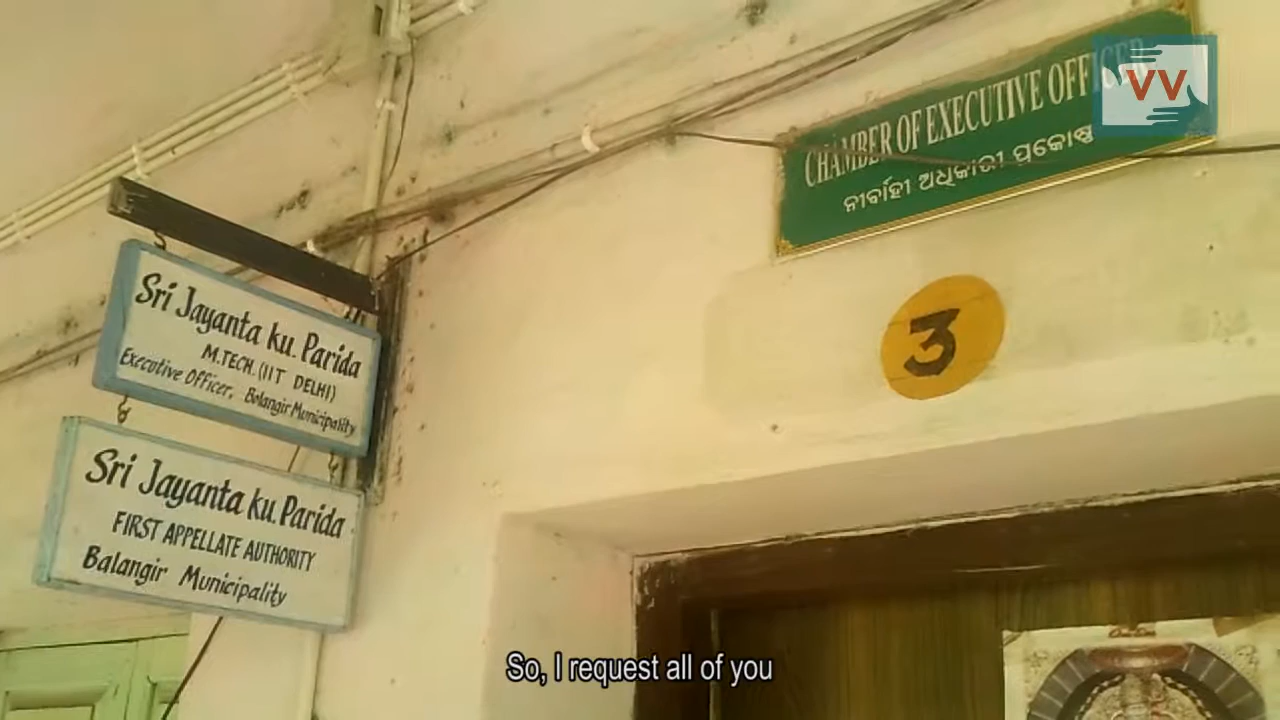 CHAMBER OF EXECUTIVE OFFICER
ନୀର୍ବାହୀ ଅଧିକାରୀ ପ୍ରକୋଷ୍ଠ
VV
3
Sri Jayanta ku. Parida
M.TECH. (IIT DELHI)
Executive Officer, Bolangir Municipality
Sri Jayanta ku. Parida
FIRST APPELLATE AUTHORITY
Balangir Municipality
So, I request all of you